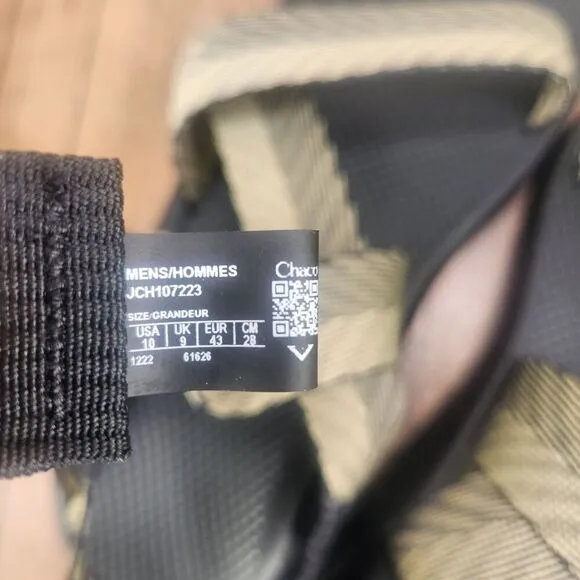 MENS/HOMMES
JCH107223
SIZE/GRANDEUR
USA UK EUR CM
10 9 43 28
1222 61626
Chaco